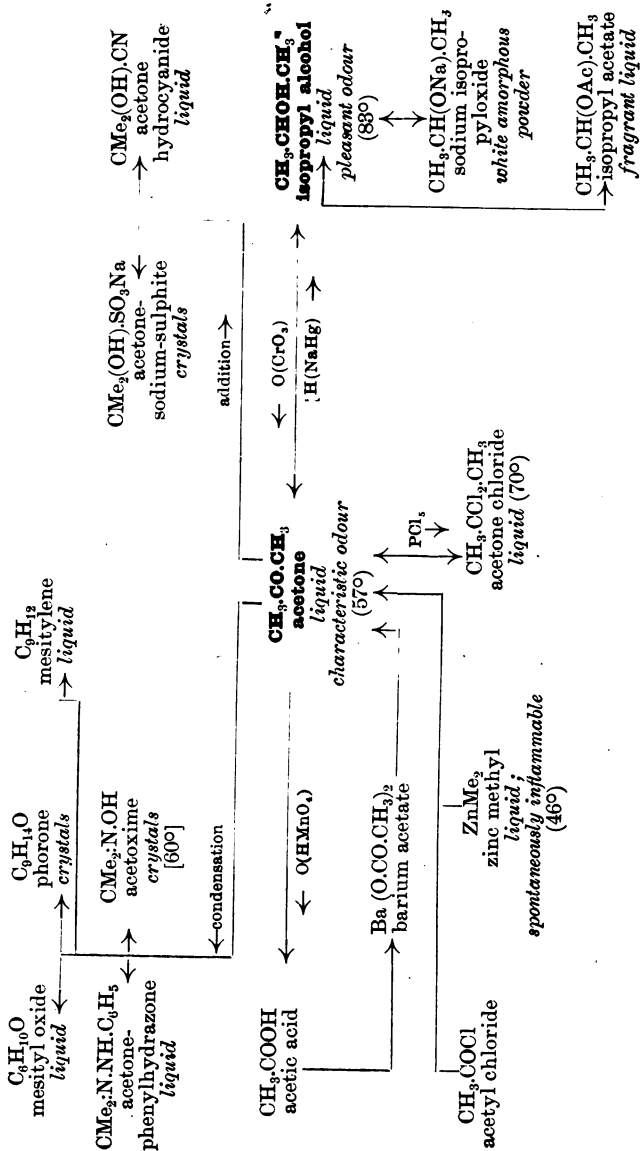 C₆H₁₀O
mesityl oxide
liquid
C₉H₁₄O
phorone
crystals
C₉H₁₂
mesitylene
liquid
CMe₂:N.NH.C₆H₅
acetone-
phenylhydrazone
liquid
CMe₂:N.OH
acetoxime
crystals
[60°]
CMe₂(OH).SO₃Na
acetone-
sodium-sulphite
crystals
CMe₂(OH).CN
acetone
hydrocyanide
liquid
condensation
addition→
CH₃.COOH
acetic acid
← O(HMnO₄)
CH₃.CO.CH₃
acetone
liquid
characteristic odour
(57°)
← O(CrO₃)
H(NaHg) →
CH₃.CHOH.CH₃
isopropyl alcohol
liquid
pleasant odour
(83°)
Ba(O.CO.CH₃)₂
barium acetate
PCl₅
CH₃.CH(ONa).CH₃
sodium isopro-
pyloxide
white amorphous
powder
CH₃.COCl
acetyl chloride
ZnMe₂
zinc methyl
liquid;
spontaneously inflammable
(46°)
CH₃.CCl₂.CH₃
acetone chloride
liquid (70°)
CH₃.CH(OAc).CH₃
isopropyl acetate
fragrant liquid